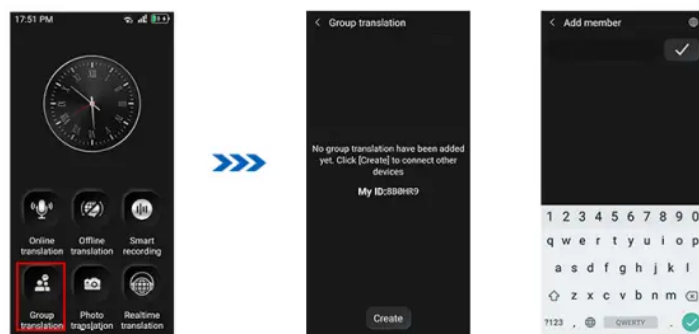 17:51 PM
Online translation
Offline translation
Smart recording
Group translation
Photo translation
Realtime translation
Group translation
No group translation have been added
yet. Click [Create] to connect other
devices
My ID:8B0HR9
Create
Add member
1 2 3 4 5 6 7 8 9 0
q w e r t y u i o p
a s d f g h j k l
z x c v b n m
?123 , QWERTY .